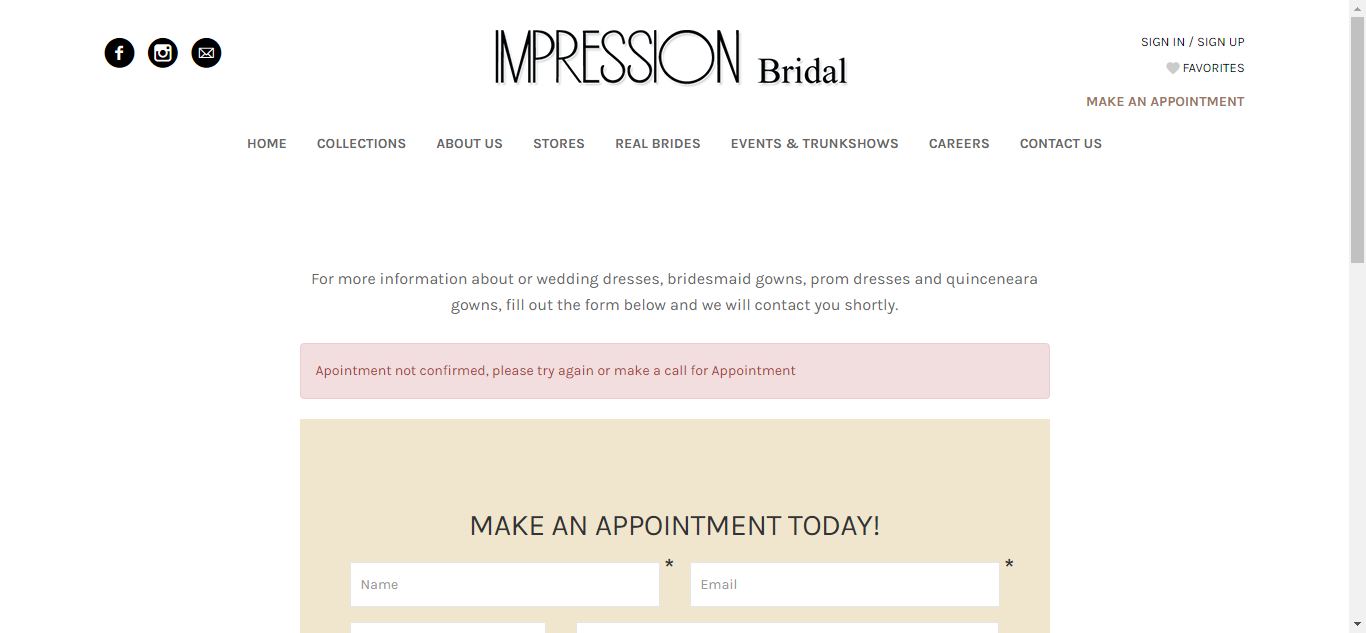 IMPRESSION Bridal
SIGN IN / SIGN UP
FAVORITES
MAKE AN APPOINTMENT
HOME COLLECTIONS ABOUT US STORES REAL BRIDES EVENTS & TRUNKSHOWS CAREERS CONTACT US
For more information about or wedding dresses, bridesmaid gowns, prom dresses and quinceneara
gowns, fill out the form below and we will contact you shortly.
Apointment not confirmed, please try again or make a call for Appointment
MAKE AN APPOINTMENT TODAY!
Name * Email *